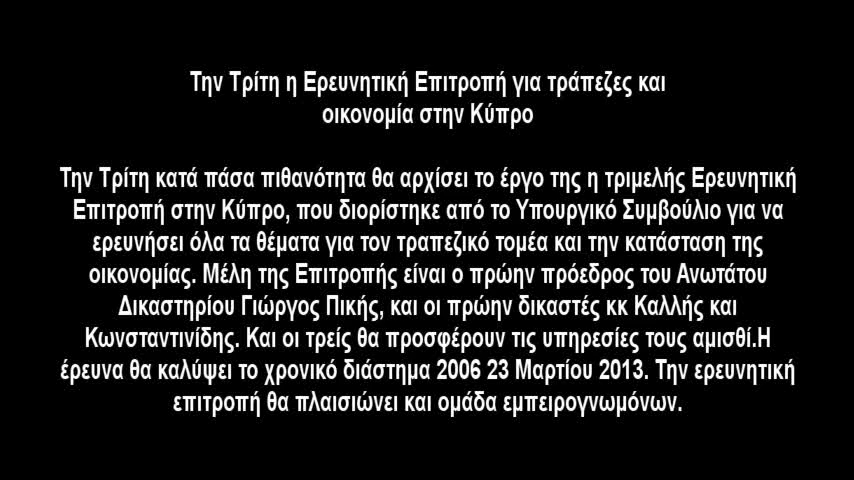 Την Τρίτη η Ερευνητική Επιτροπή για τράπεζες και
οικονομία στην Κύπρο
Την Τρίτη κατά πάσα πιθανότητα θα αρχίσει το έργο της η τριμελής Ερευνητική
Επιτροπή στην Κύπρο, που διορίστηκε από το Υπουργικό Συμβούλιο για να
ερευνήσει όλα τα θέματα για τον τραπεζικό τομέα και την κατάσταση της
οικονομίας. Μέλη της Επιτροπής είναι ο πρώην πρόεδρος του Ανωτάτου
Δικαστηρίου Γιώργος Πικής, και οι πρώην δικαστές κκ Καλλής και
Κωνσταντινίδης. Και οι τρείς θα προσφέρουν τις υπηρεσίες τους αμισθί.Η
έρευνα θα καλύψει το χρονικό διάστημα 2006 23 Μαρτίου 2013. Την ερευνητική
επιτροπή θα πλαισιώνει και ομάδα εμπειρογνωμόνων.